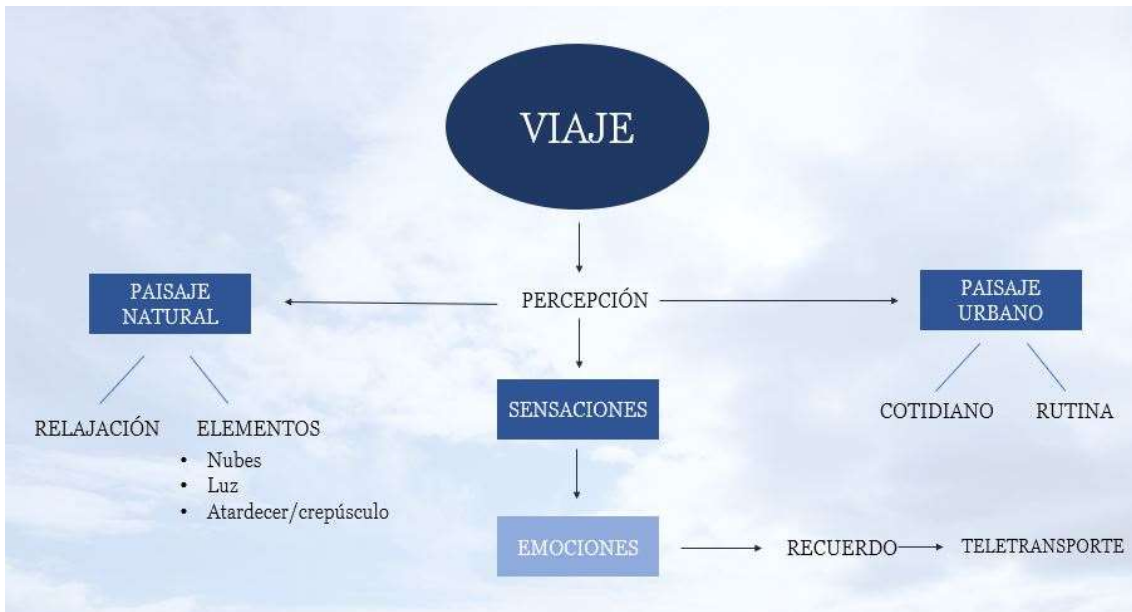 VIAJE
PAISAJE
NATURAL
PERCEPCIÓN
PAISAJE
URBANO
RELAJACIÓN
ELEMENTOS
• Nubes
• Luz
• Atardecer/crepúsculo
SENSACIONES
COTIDIANO
RUTINA
EMOCIONES
RECUERDO
TELETRANSPORTE